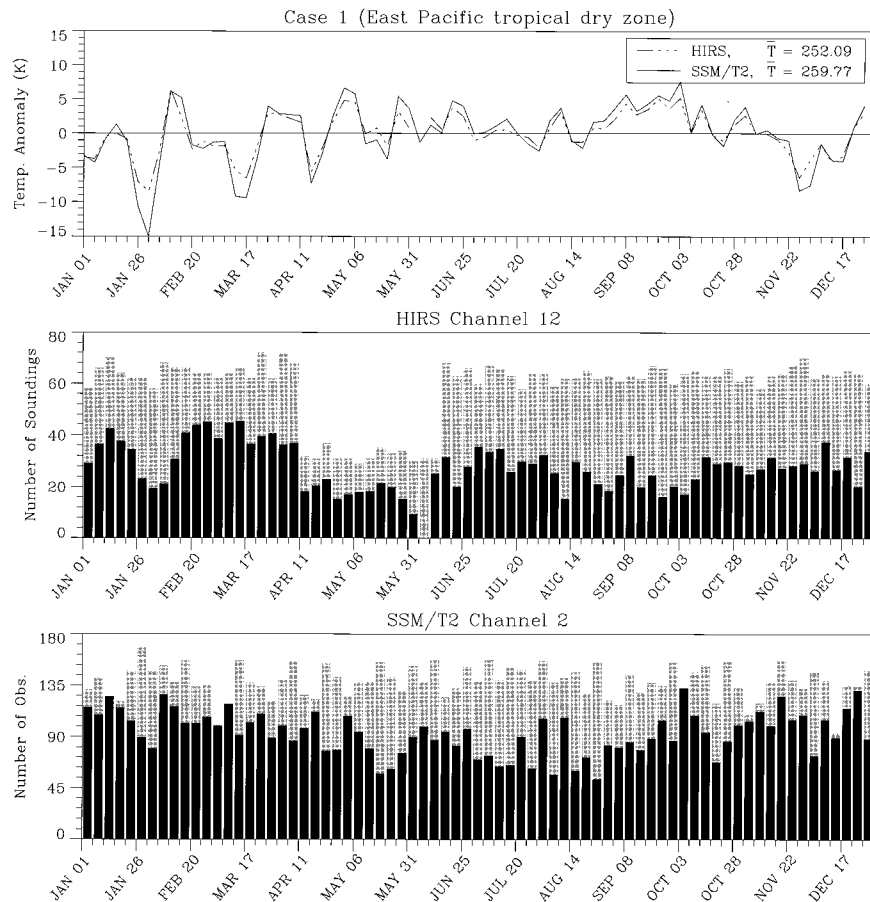 Case 1 (East Pacific tropical dry zone)
Temp. Anomaly (K)
15
10
5
0
-5
-10
-15
HIRS, T̅ = 252.09
SSM/T2, T̅ = 259.77
JAN 01 JAN 26 FEB 20 MAR 17 APR 11 MAY 06 MAY 31 JUN 25 JUL 20 AUG 14 SEP 08 OCT 03 OCT 28 NOV 22 DEC 17
HIRS Channel 12
Number of Soundings
80
60
40
20
0
JAN 01 JAN 26 FEB 20 MAR 17 APR 11 MAY 06 MAY 31 JUN 25 JUL 20 AUG 14 SEP 08 OCT 03 OCT 28 NOV 22 DEC 17
SSM/T2 Channel 2
Number of Obs.
180
135
90
45
0
JAN 01 JAN 26 FEB 20 MAR 17 APR 11 MAY 06 MAY 31 JUN 25 JUL 20 AUG 14 SEP 08 OCT 03 OCT 28 NOV 22 DEC 17